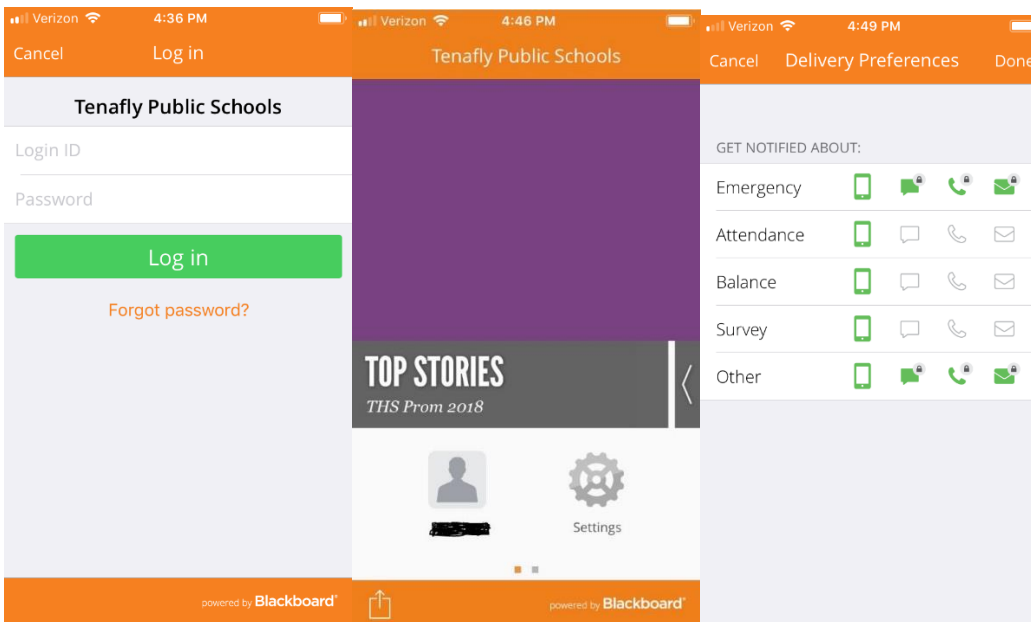 Verizon 4:36 PM
Cancel Log in
Tenafly Public Schools
Login ID
Password
Log in
Forgot password?
powered by Blackboard
Verizon 4:46 PM
Tenafly Public Schools
TOP STORIES
THS Prom 2018
Settings
powered by Blackboard
Verizon 4:49 PM
Cancel Delivery Preferences Done
GET NOTIFIED ABOUT:
Emergency
Attendance
Balance
Survey
Other